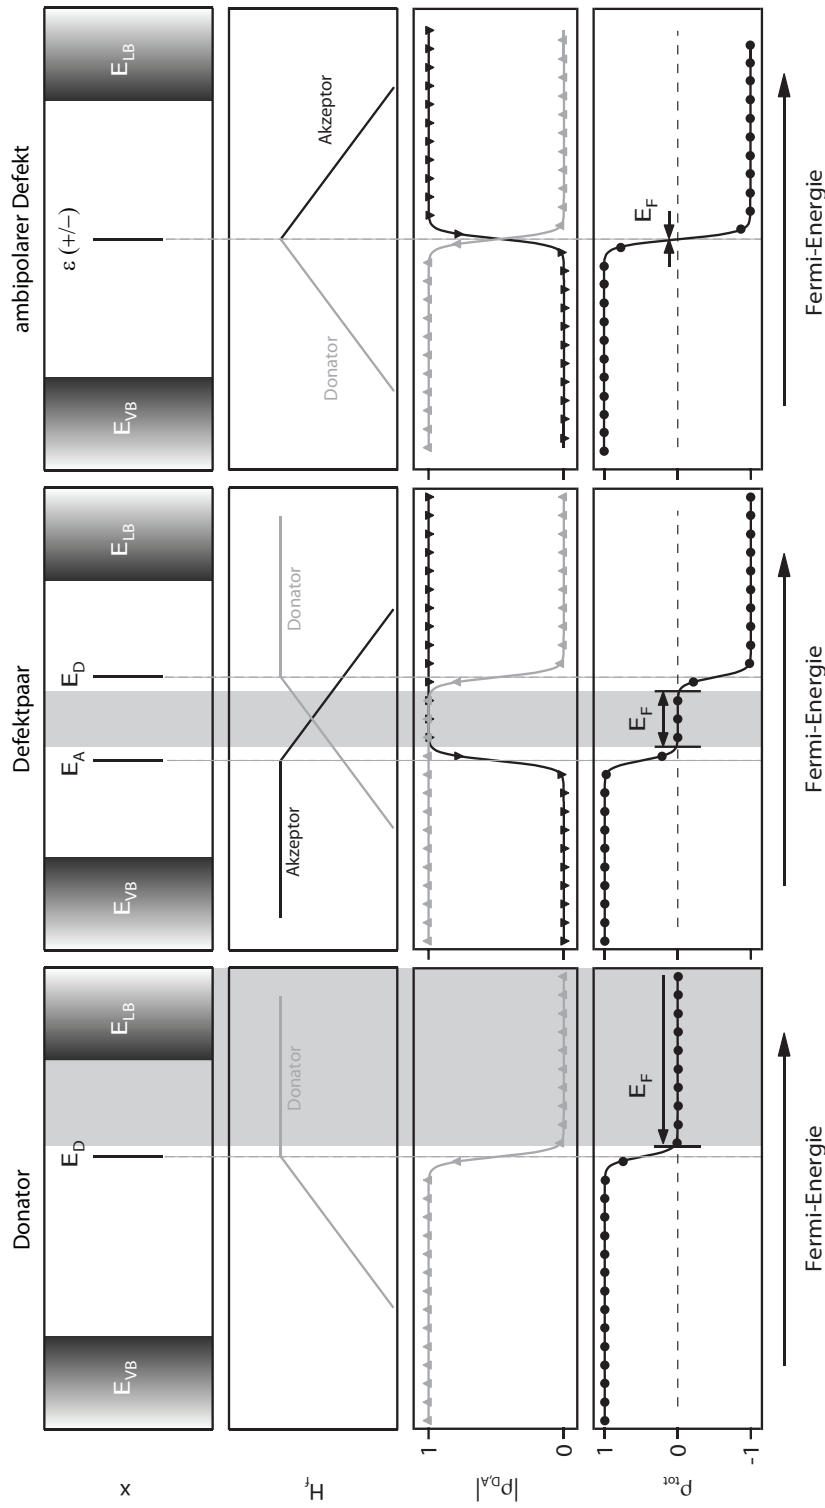 Donator
Defektpaar
ambipolarer Defekt
x
E_VB
E_D
E_LB
E_VB
E_A
E_D
E_LB
E_VB
ε (+/−)
E_LB
H_f
Donator
Akzeptor
Donator
Donator
Akzeptor
|ρ_D,A|
1
0
ρ_tot
1
0
-1
E_F
E_F
E_F
Fermi-Energie
Fermi-Energie
Fermi-Energie